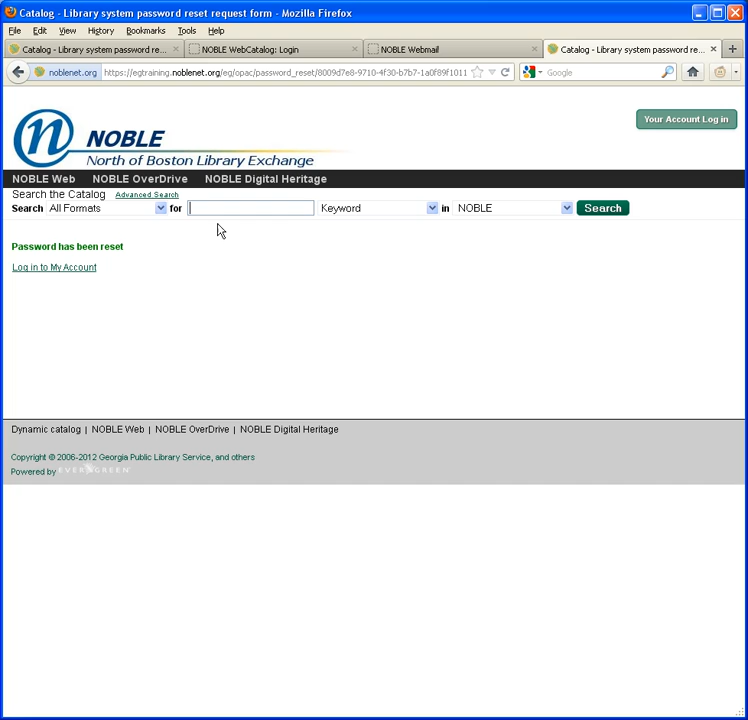 Catalog - Library system password reset request form - Mozilla Firefox
File Edit View History Bookmarks Tools Help
Catalog - Library system password re... × NOBLE WebCatalog: Login × NOBLE Webmail × Catalog - Library system password re... × +
noblenet.org https://egtraining.noblenet.org/eg/opac/password_reset/8009d7e8-9710-4f30-b7b7-1a0f89f1011 Google
n NOBLE
North of Boston Library Exchange
Your Account Log in
NOBLE Web NOBLE OverDrive NOBLE Digital Heritage
Search the Catalog Advanced Search
Search All Formats for Keyword in NOBLE Search
Password has been reset
Log in to My Account
Dynamic catalog | NOBLE Web | NOBLE OverDrive | NOBLE Digital Heritage
Copyright © 2006-2012 Georgia Public Library Service, and others
Powered by EVERGREEN